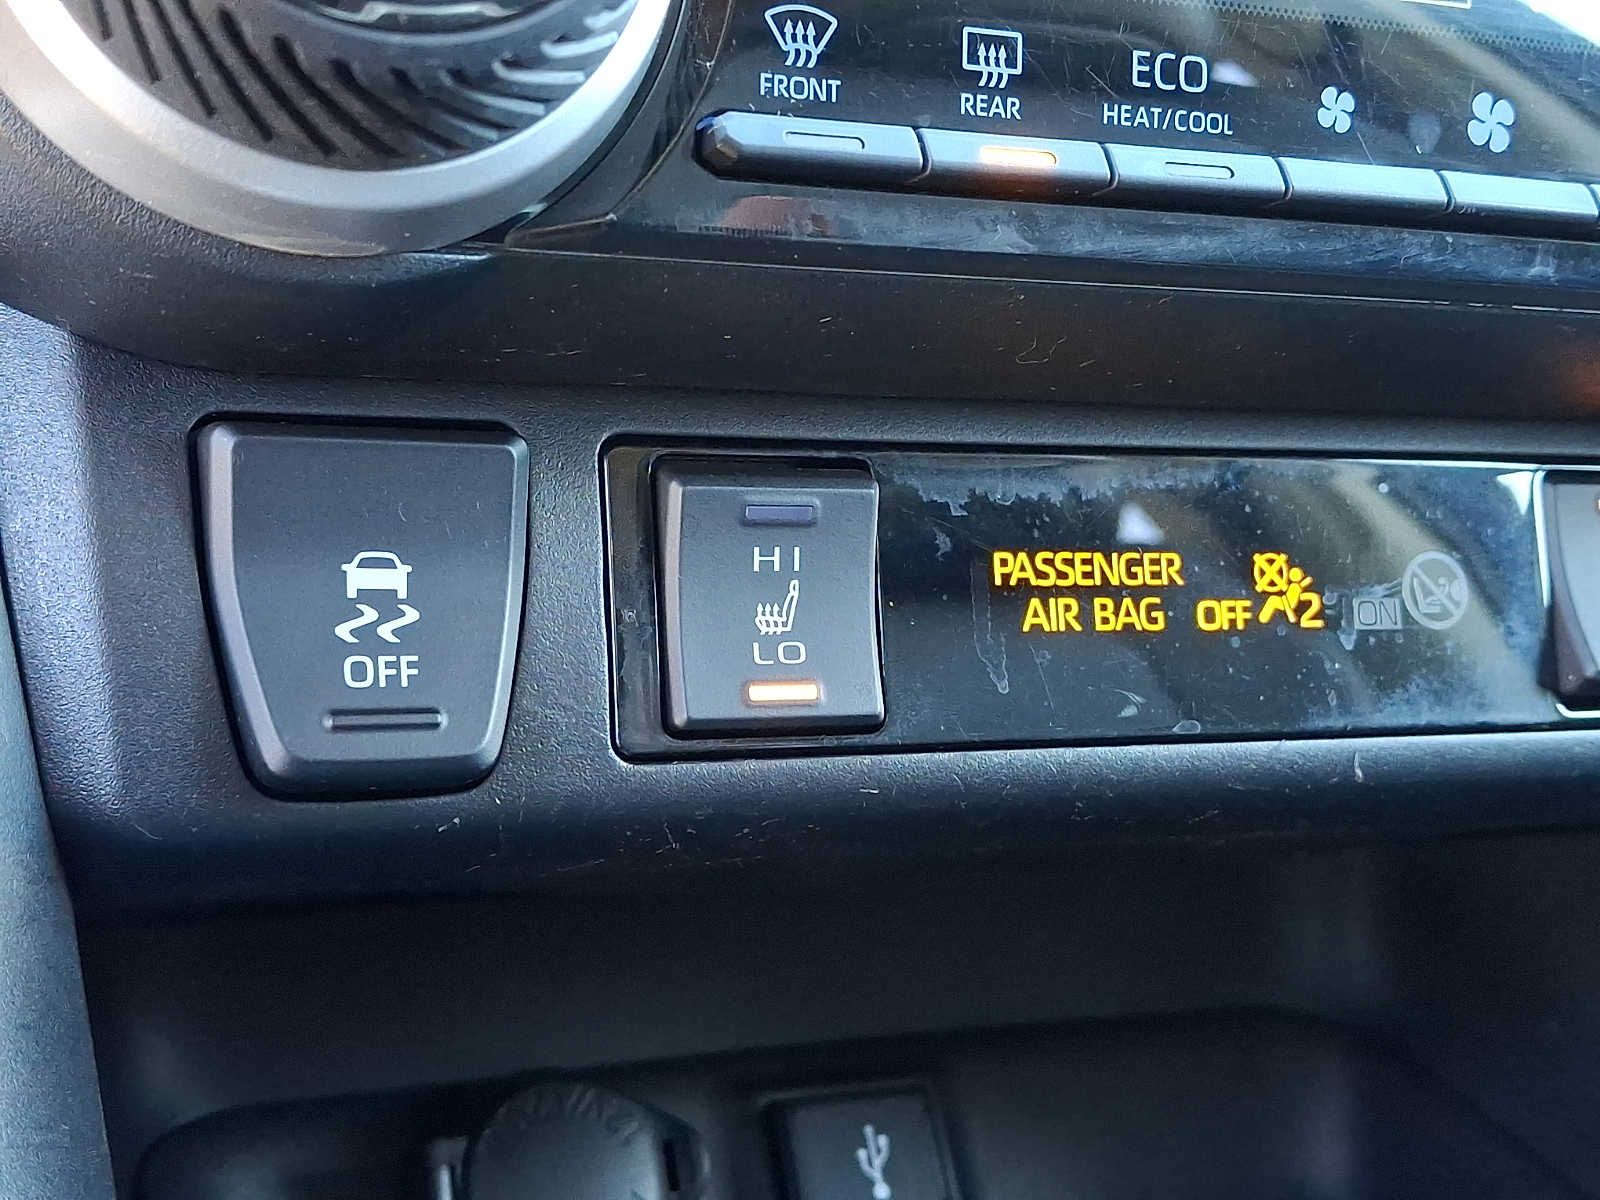 FRONT
REAR
ECO
HEAT/COOL
OFF
HI
LO
PASSENGER
AIR BAG OFF 2 ON